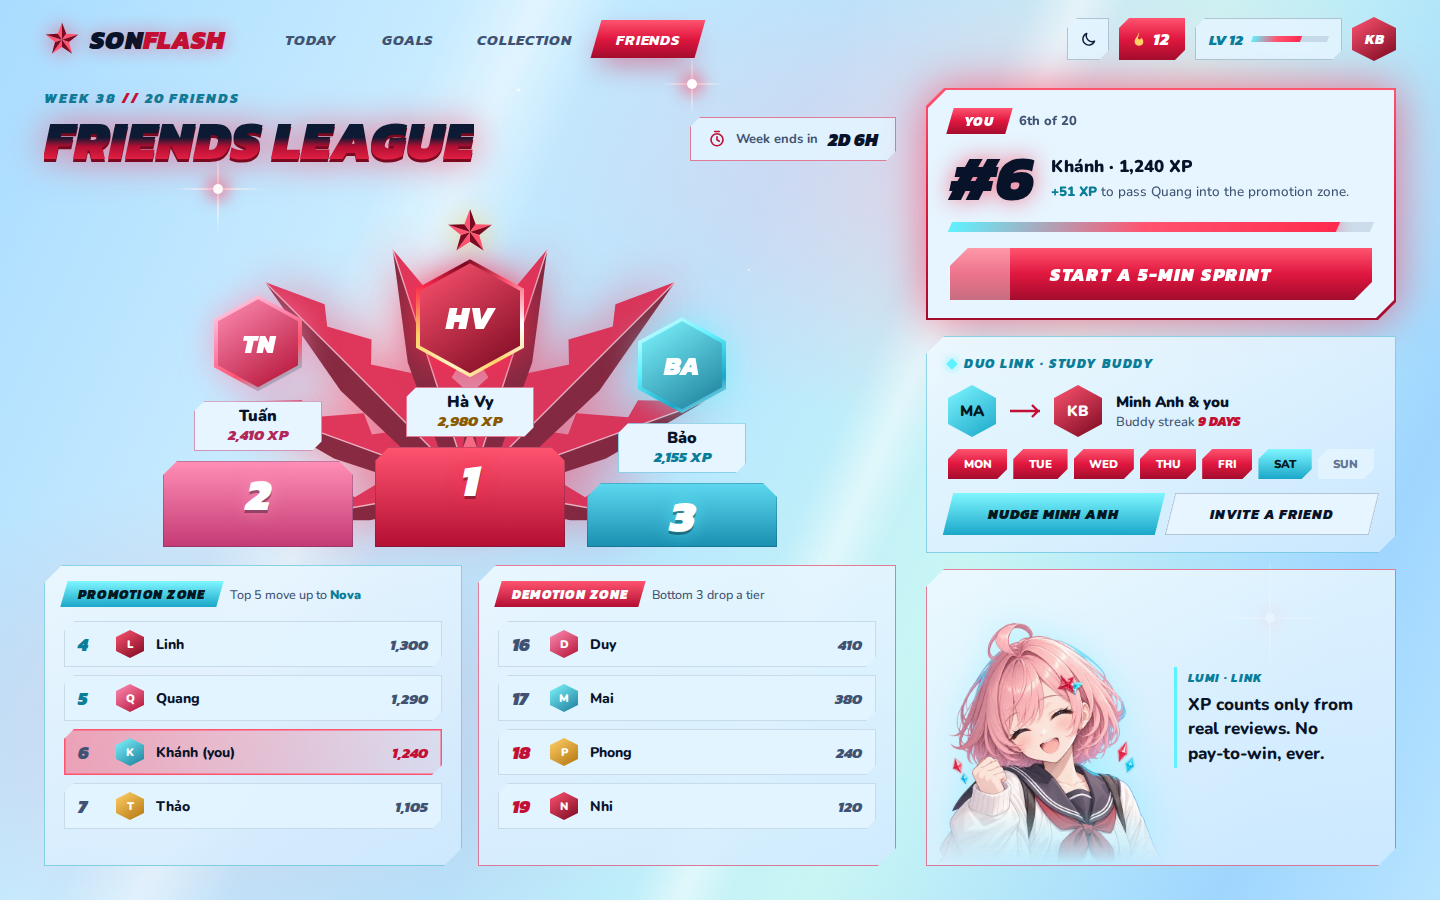 SONFLASH
TODAY
GOALS
COLLECTION
FRIENDS
12
LV 12
KB
WEEK 38 // 20 FRIENDS
FRIENDS LEAGUE
Week ends in 2D 6H
HV
TN
BA
Hà Vy
2,980 XP
Tuấn
2,410 XP
Bảo
2,155 XP
1
2
3
YOU 6th of 20
#6
Khánh · 1,240 XP
+51 XP to pass Quang into the promotion zone.
START A 5-MIN SPRINT
DUO LINK · STUDY BUDDY
MA
KB
Minh Anh & you
Buddy streak 9 DAYS
MON TUE WED THU FRI SAT SUN
NUDGE MINH ANH
INVITE A FRIEND
PROMOTION ZONE Top 5 move up to Nova
4 L Linh 1,300
5 Q Quang 1,290
6 K Khánh (you) 1,240
7 T Thảo 1,105
DEMOTION ZONE Bottom 3 drop a tier
16 D Duy 410
17 M Mai 380
18 P Phong 240
19 N Nhi 120
LUMI · LINK
XP counts only from
real reviews. No
pay-to-win, ever.